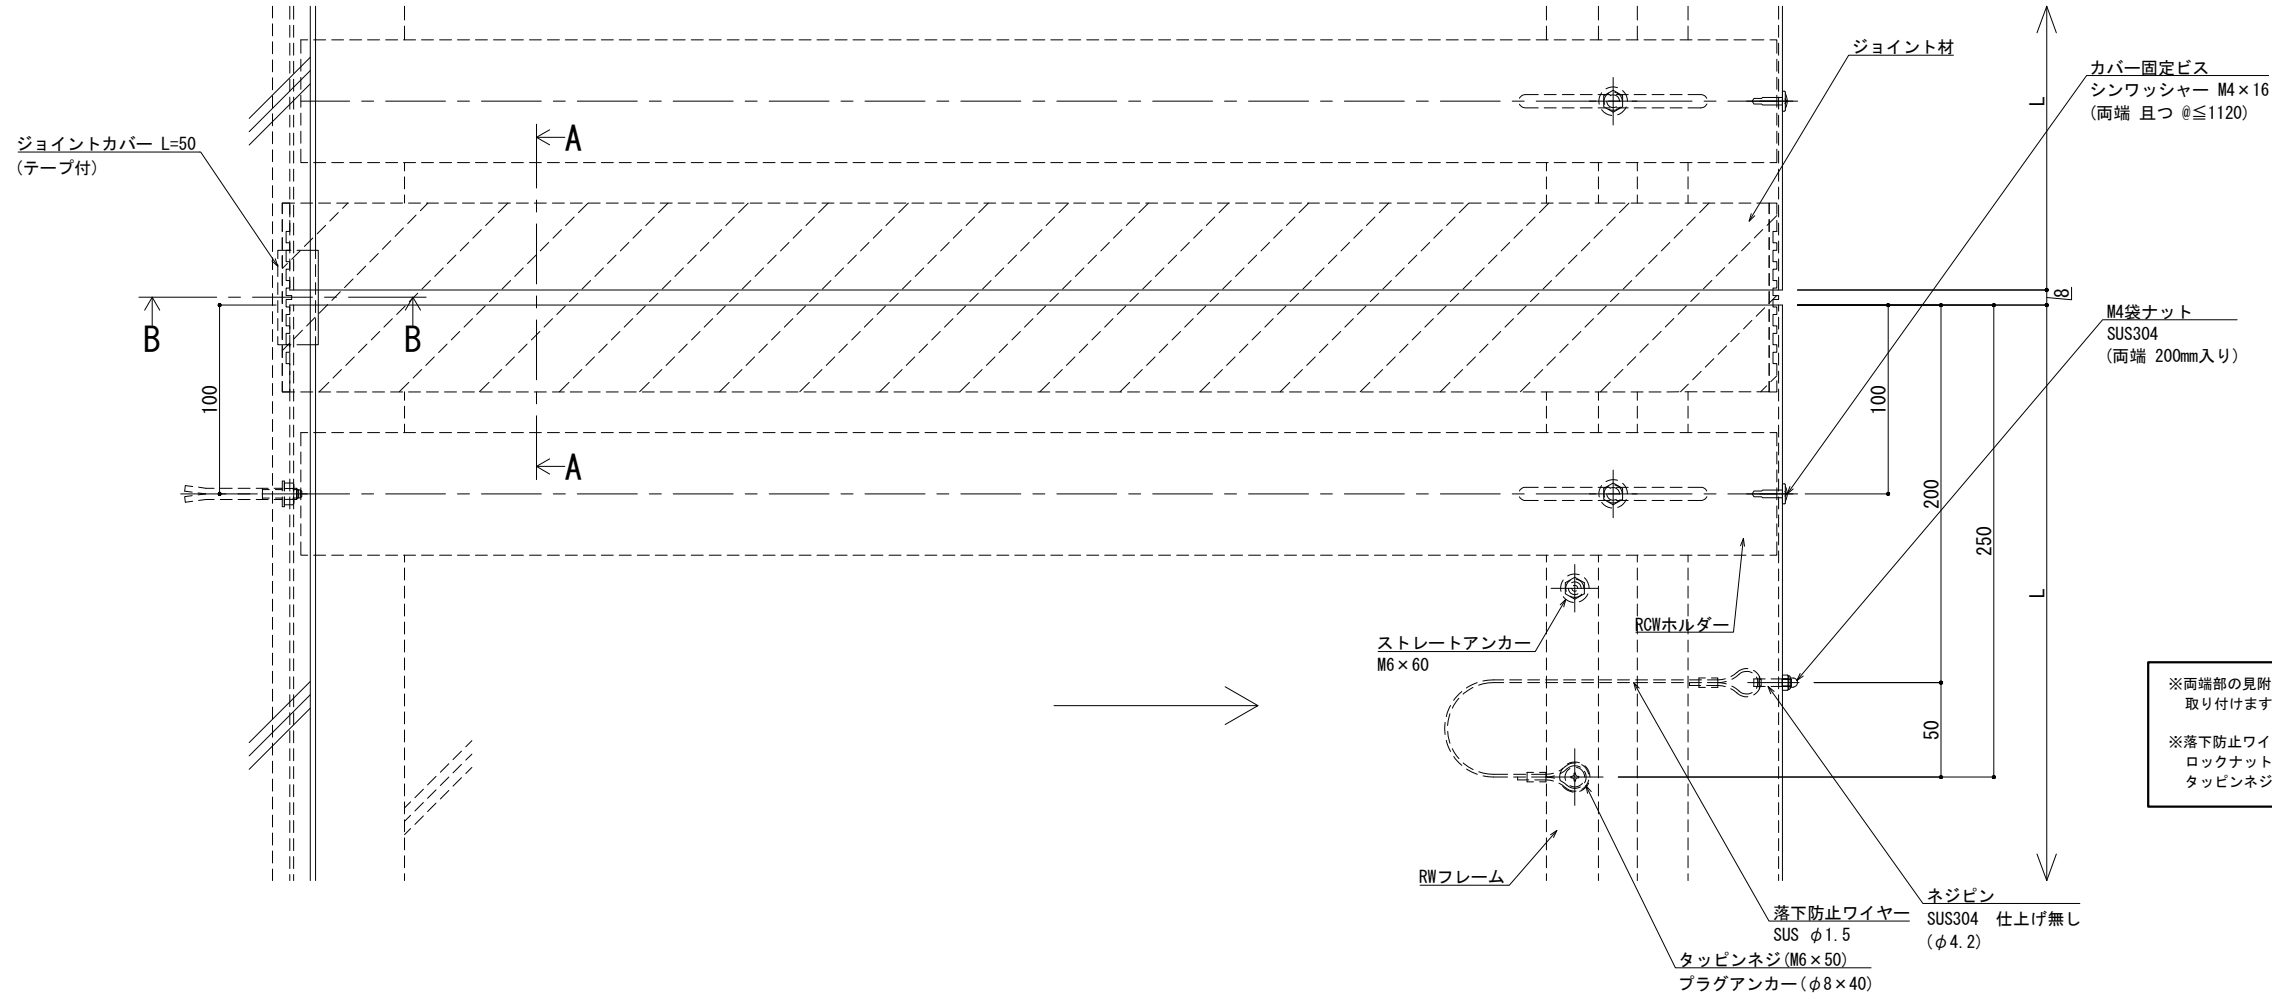 ジョイント材
カバー固定ビス
シンワッシャー M4×16
(両端 且つ @≦1120)
L
A
ジョイントカバー L=50
(テープ付)
8
B
B
M4袋ナット
SUS304
(両端 200mm入り)
100
100
A
200
250
L
ストレートアンカー
M6×60
RCWホルダー
※両端部の見附
取り付けます
※落下防止ワイ
ロックナット
タッピンネジ
50
RWフレーム
ネジピン
SUS304 仕上げ無し
(φ4.2)
落下防止ワイヤー
SUS φ1.5
タッピンネジ(M6×50)
プラグアンカー(φ8×40)